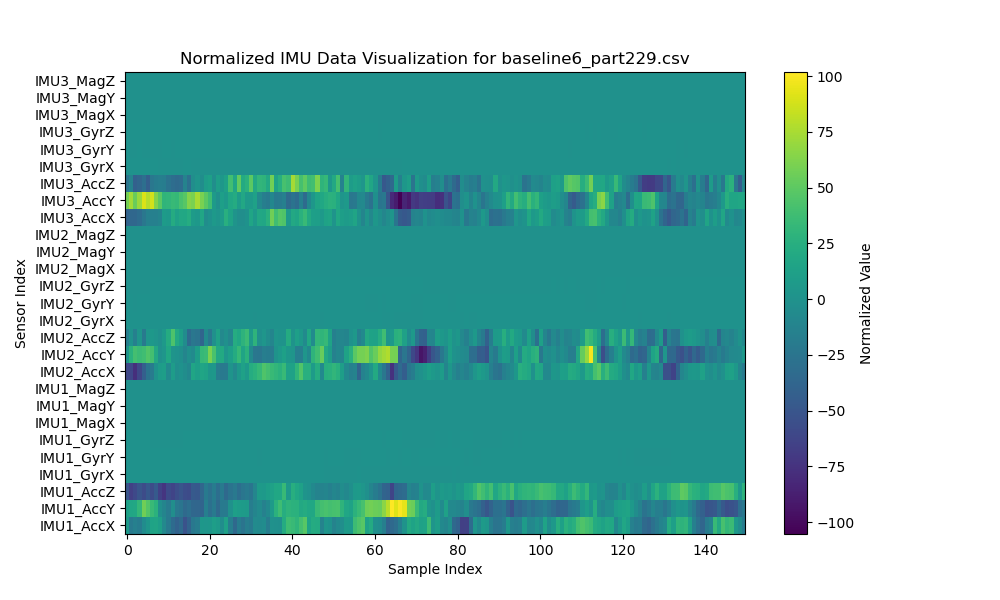 Normalized IMU Data Visualization for baseline6_part229.csv
IMU3_MagZ
IMU3_MagY
IMU3_MagX
IMU3_GyrZ
IMU3_GyrY
IMU3_GyrX
IMU3_AccZ
IMU3_AccY
IMU3_AccX
IMU2_MagZ
IMU2_MagY
IMU2_MagX
IMU2_GyrZ
IMU2_GyrY
IMU2_GyrX
IMU2_AccZ
IMU2_AccY
IMU2_AccX
IMU1_MagZ
IMU1_MagY
IMU1_MagX
IMU1_GyrZ
IMU1_GyrY
IMU1_GyrX
IMU1_AccZ
IMU1_AccY
IMU1_AccX
Sensor Index
0 20 40 60 80 100 120 140
Sample Index
100
75
50
25
0
−25
−50
−75
−100
Normalized Value